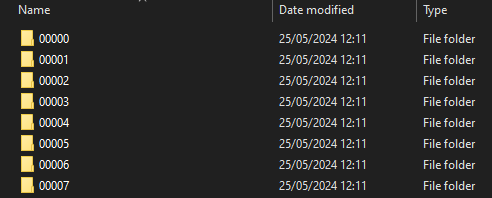 Name Date modified Type
00000 25/05/2024 12:11 File folder
00001 25/05/2024 12:11 File folder
00002 25/05/2024 12:11 File folder
00003 25/05/2024 12:11 File folder
00004 25/05/2024 12:11 File folder
00005 25/05/2024 12:11 File folder
00006 25/05/2024 12:11 File folder
00007 25/05/2024 12:11 File folder